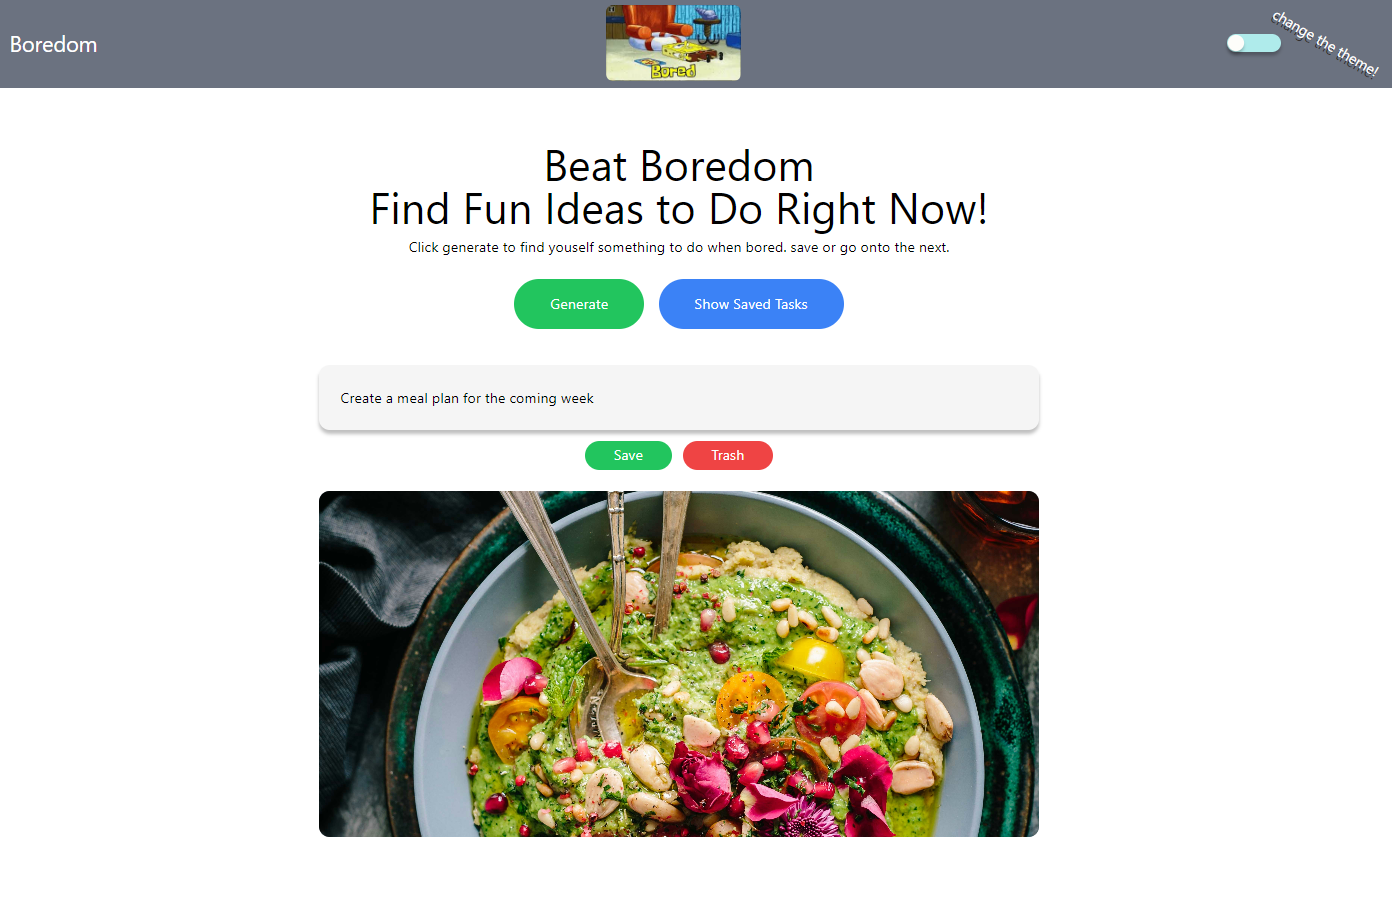 Boredom
Bored
change the theme!
Beat Boredom
Find Fun Ideas to Do Right Now!
Click generate to find youself something to do when bored. save or go onto the next.
Generate
Show Saved Tasks
Create a meal plan for the coming week
Save
Trash